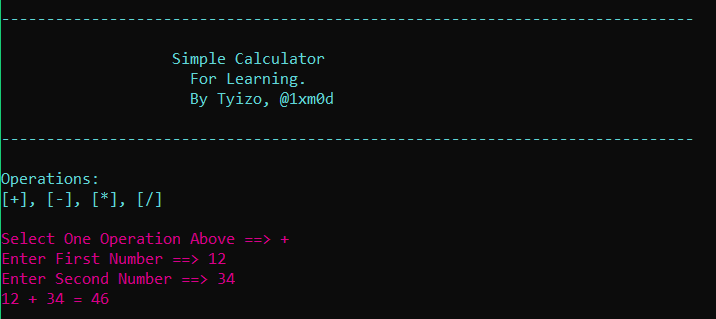 -----------------------------------------------------------------------------
Simple Calculator
For Learning.
By Tyizo, @1xm0d
-----------------------------------------------------------------------------
Operations:
[+], [-], [*], [/]
Select One Operation Above ==> +
Enter First Number ==> 12
Enter Second Number ==> 34
12 + 34 = 46